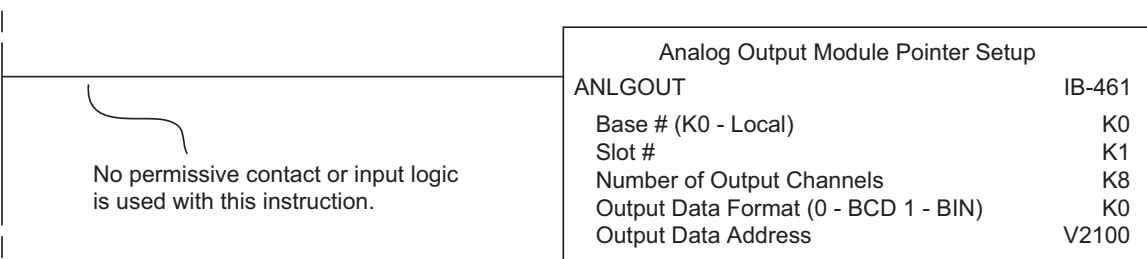 Analog Output Module Pointer Setup
ANLGOUT IB-461
Base # (K0 - Local) K0
Slot # K1
Number of Output Channels K8
Output Data Format (0 - BCD 1 - BIN) K0
Output Data Address V2100
No permissive contact or input logic
is used with this instruction.